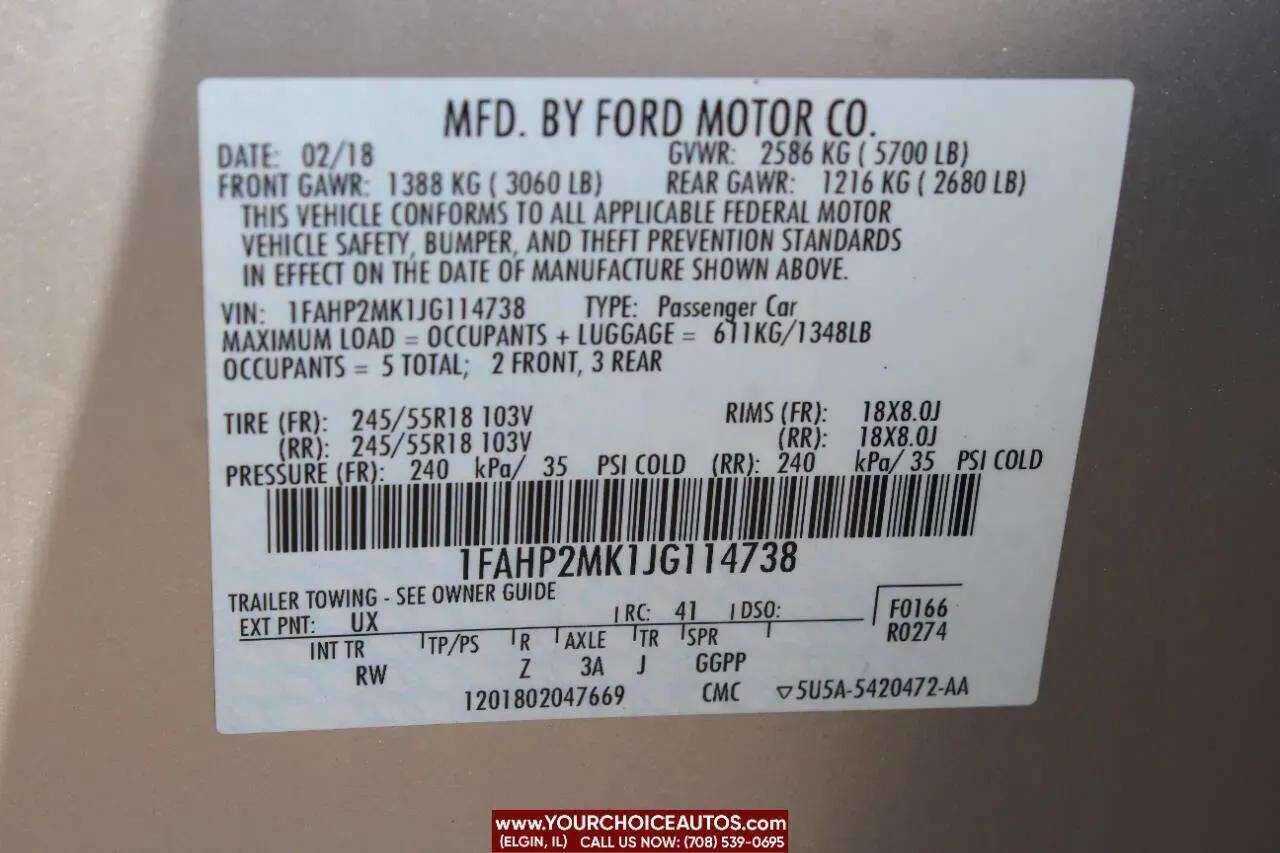 MFD. BY FORD MOTOR CO.
DATE: 02/18 GVWR: 2586 KG ( 5700 LB)
FRONT GAWR: 1388 KG ( 3060 LB) REAR GAWR: 1216 KG ( 2680 LB)
THIS VEHICLE CONFORMS TO ALL APPLICABLE FEDERAL MOTOR
VEHICLE SAFETY, BUMPER, AND THEFT PREVENTION STANDARDS
IN EFFECT ON THE DATE OF MANUFACTURE SHOWN ABOVE.
VIN: 1FAHP2MK1JG114738 TYPE: Passenger Car
MAXIMUM LOAD = OCCUPANTS + LUGGAGE = 611KG/1348LB
OCCUPANTS = 5 TOTAL; 2 FRONT, 3 REAR
TIRE (FR): 245/55R18 103V RIMS (FR): 18X8.0J
(RR): 245/55R18 103V (RR): 18X8.0J
PRESSURE (FR): 240 kPa/ 35 PSI COLD (RR): 240 kPa/ 35 PSI COLD
1FAHP2MK1JG114738
TRAILER TOWING - SEE OWNER GUIDE
EXT PNT: UX RC: 41 DSO: F0166
R0274
INT TR TP/PS R AXLE TR SPR
RW Z 3A J GGPP
1201802047669 CMC ▽5U5A-5420472-AA
www.YOURCHOICEAUTOS.com
(ELGIN, IL) CALL US NOW: (708) 539-0695